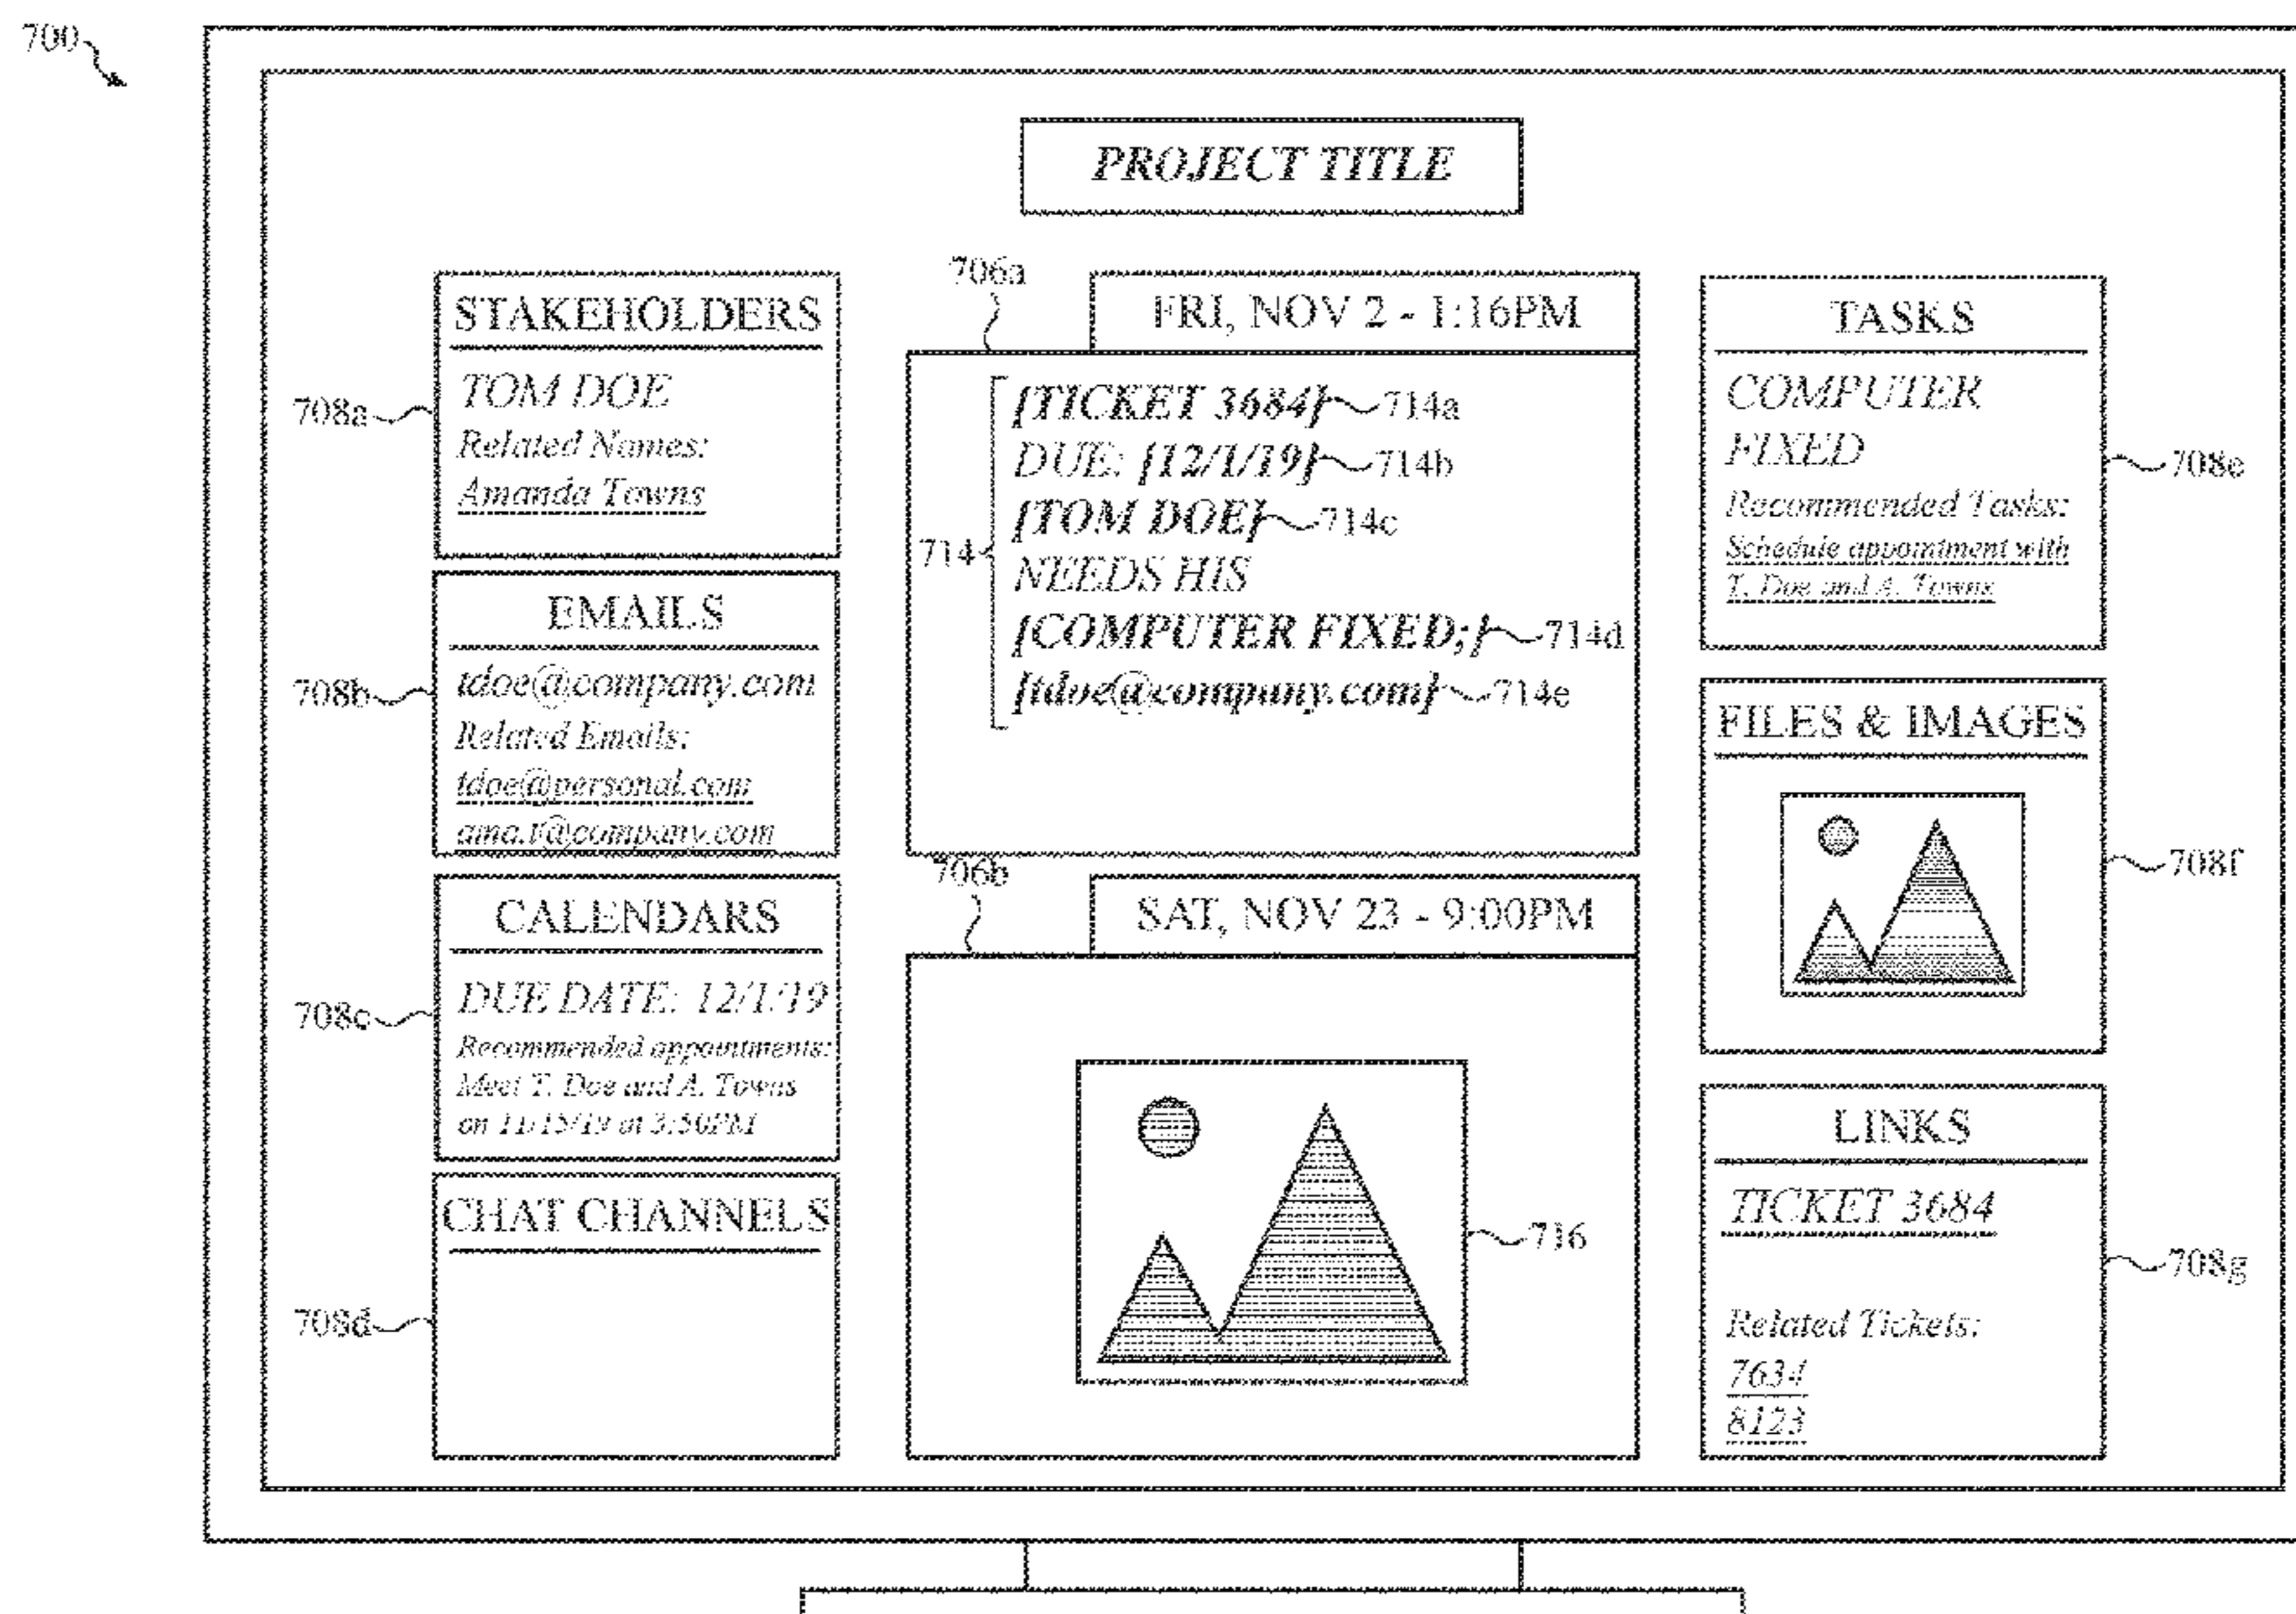 700
PROJECT TITLE
708a
STAKEHOLDERS
TOM DOE
Related Names:
Amanda Towns
708b
EMAILS
tdoe@company.com
Related Emails:
tdoe@personal.com
ama.t@company.com
708c
CALENDARS
DUE DATE: 12/1/19
Recommended appointments:
Meet T. Doe and A. Towns
on 11/15/19 at 3:50PM
708d
CHAT CHANNELS
706a
FRI, NOV 2 - 1:16PM
714
[TICKET 3684] 714a
DUE: [12/1/19] 714b
[TOM DOE] 714c
NEEDS HIS
[COMPUTER FIXED;] 714d
[tdoe@company.com] 714e
706b
SAT, NOV 23 - 9:00PM
716
TASKS
COMPUTER
FIXED
708e
Recommended Tasks:
Schedule appointment with
T. Doe and A. Towns
FILES & IMAGES
708f
LINKS
TICKET 3684
708g
Related Tickets:
7634
8123